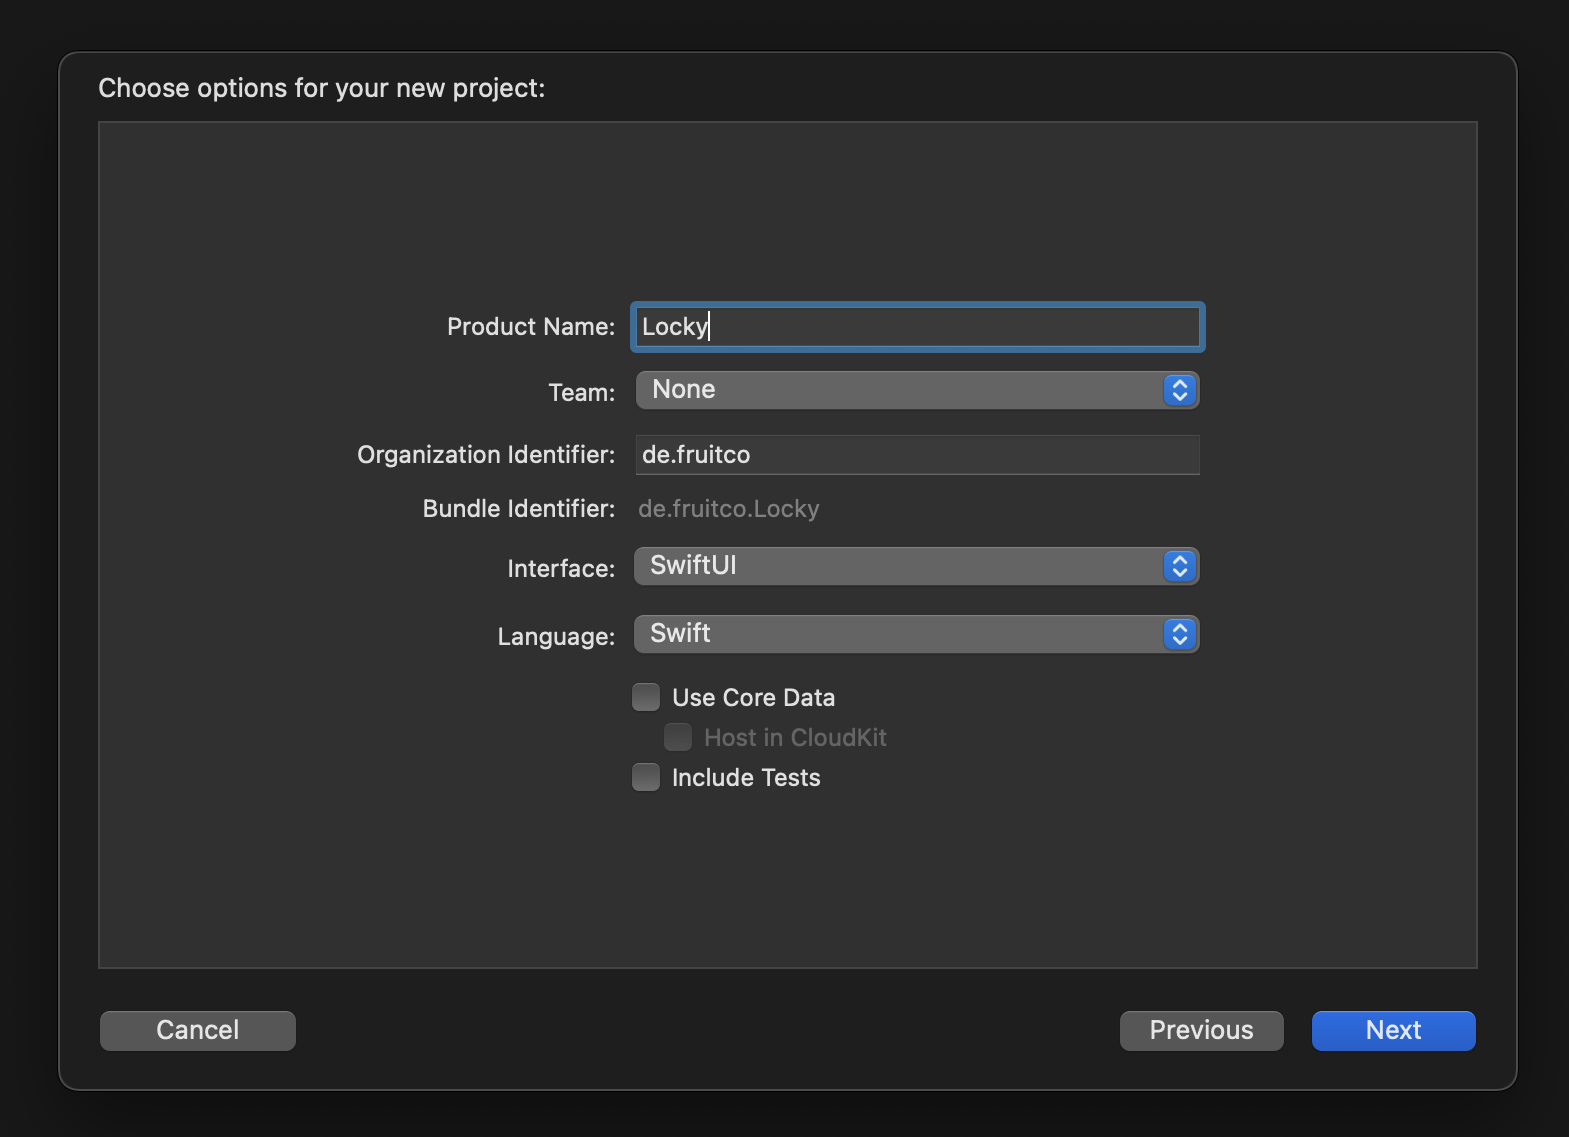 Choose options for your new project:
Product Name: Locky
Team: None
Organization Identifier: de.fruitco
Bundle Identifier: de.fruitco.Locky
Interface: SwiftUI
Language: Swift
Use Core Data
Host in CloudKit
Include Tests
Cancel Previous Next